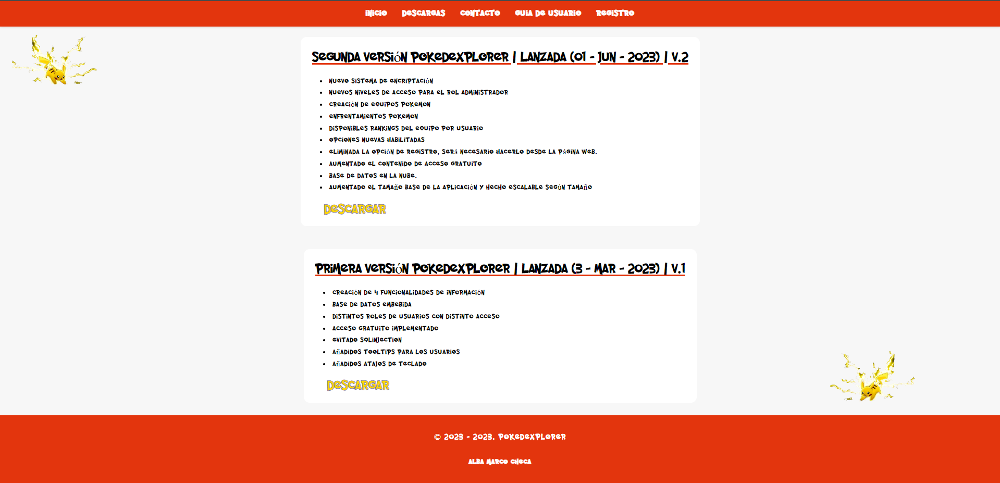 Inicio Descargas Contacto Guia de Usuario Registro
Segunda Versión PokedeXplorer | Lanzada (01 - Jun - 2023) | V.2
Nuevo sistema de encriptación
Nuevos niveles de acceso para el rol administrador
Creación de equipos pokemon
Enfrentamientos pokemon
Disponibles rankings del equipo por usuario
Opciones nuevas habilitadas
Eliminada la opción de registro, será necesario hacerlo desde la página web.
Aumentado el contenido de acceso gratuito
Base de datos en la nube.
Aumentado el tamaño base de la aplicación y hecho escalable según tamaño
Descargar
Primera Versión PokedeXplorer | Lanzada (3 - Mar - 2023) | V.1
Creación de 4 funcionalidades de información
Base de datos embebida
Distintos roles de usuarios con distinto acceso
Acceso gratuito implementado
Evitado SQLinjection
Añadidos tooltips para los usuarios
Añadidos atajos de teclado
Descargar
© 2023 - 2023. PokedeXplorer
Alba Marco Checa